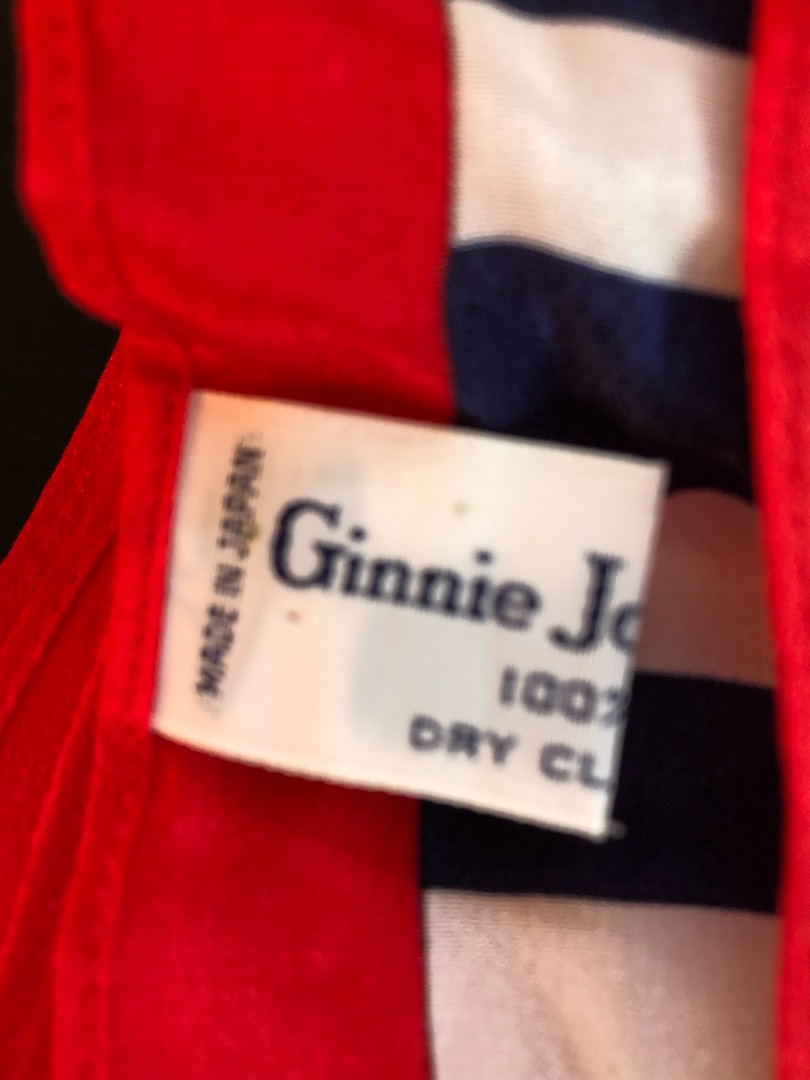 MADE IN JAPAN
Ginnie Jo
100%
DRY CL